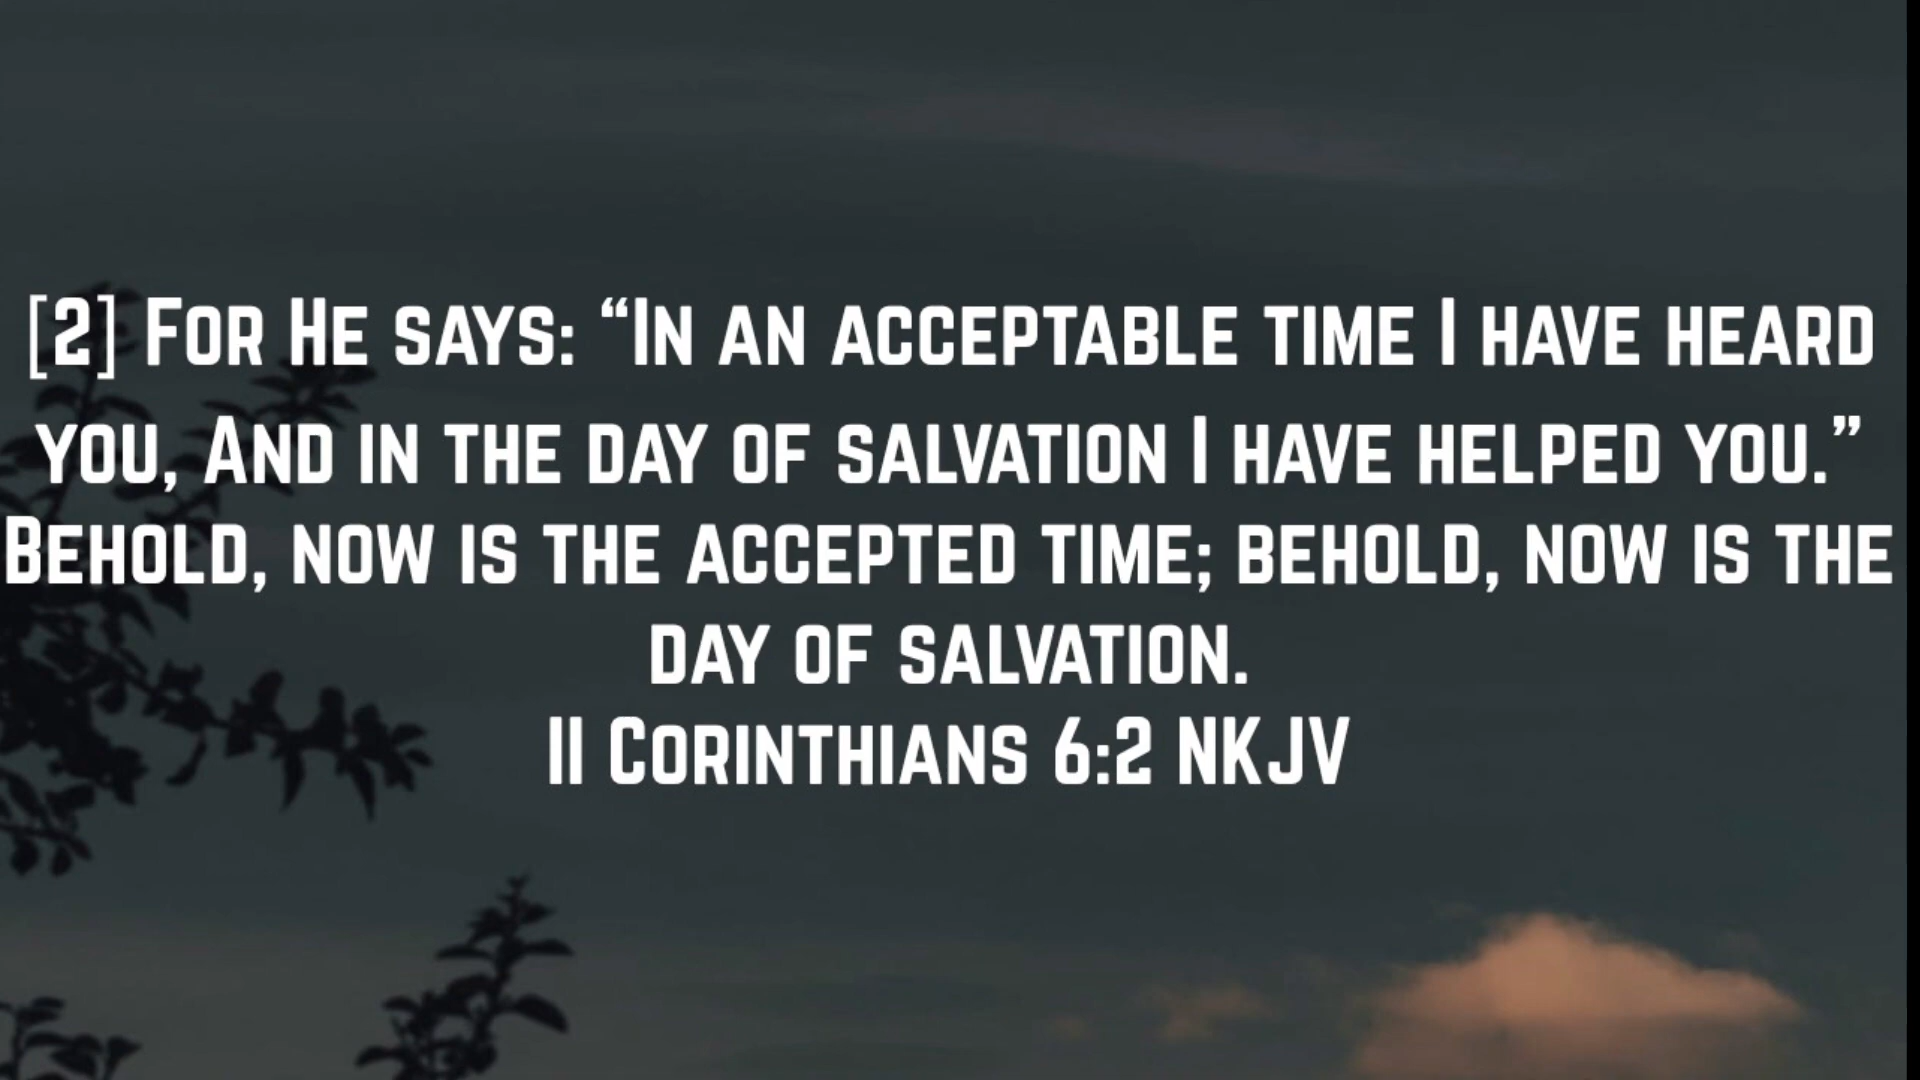 [2] For He says: “In an acceptable time I have heard
you, And in the day of salvation I have helped you.”
Behold, now is the accepted time; behold, now is the
day of salvation.
II Corinthians 6:2 NKJV